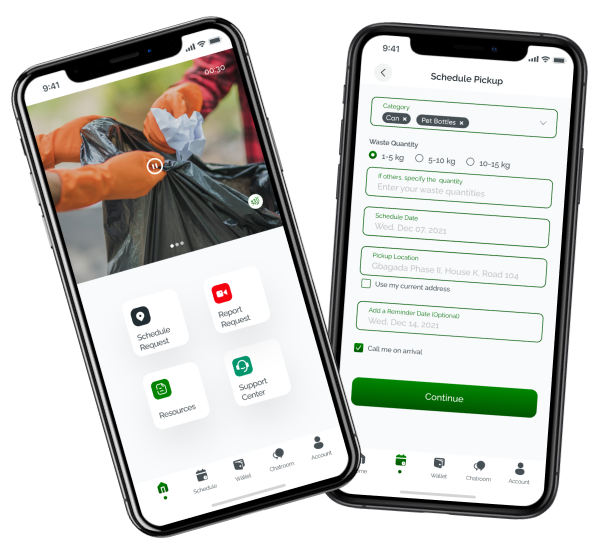 9:41
00:30
Schedule
Request
Report
Request
Resources
Support
Center
Schedule
Wallet
Chatroom
Account
9:41
Schedule Pickup
Category
Can ×
Pet Bottles ×
Waste Quantity
1-5 kg
5-10 kg
10-15 kg
If others, specify the quantity
Enter your waste quantities
Schedule Date
Wed, Dec 07, 2021
Pickup Location
Gbagada Phase II, House K, Road 104
Use my current address
Add a Reminder Date (Optional)
Wed, Dec 14, 2021
Call me on arrival
Continue
ome
Wallet
Chatroom
Account